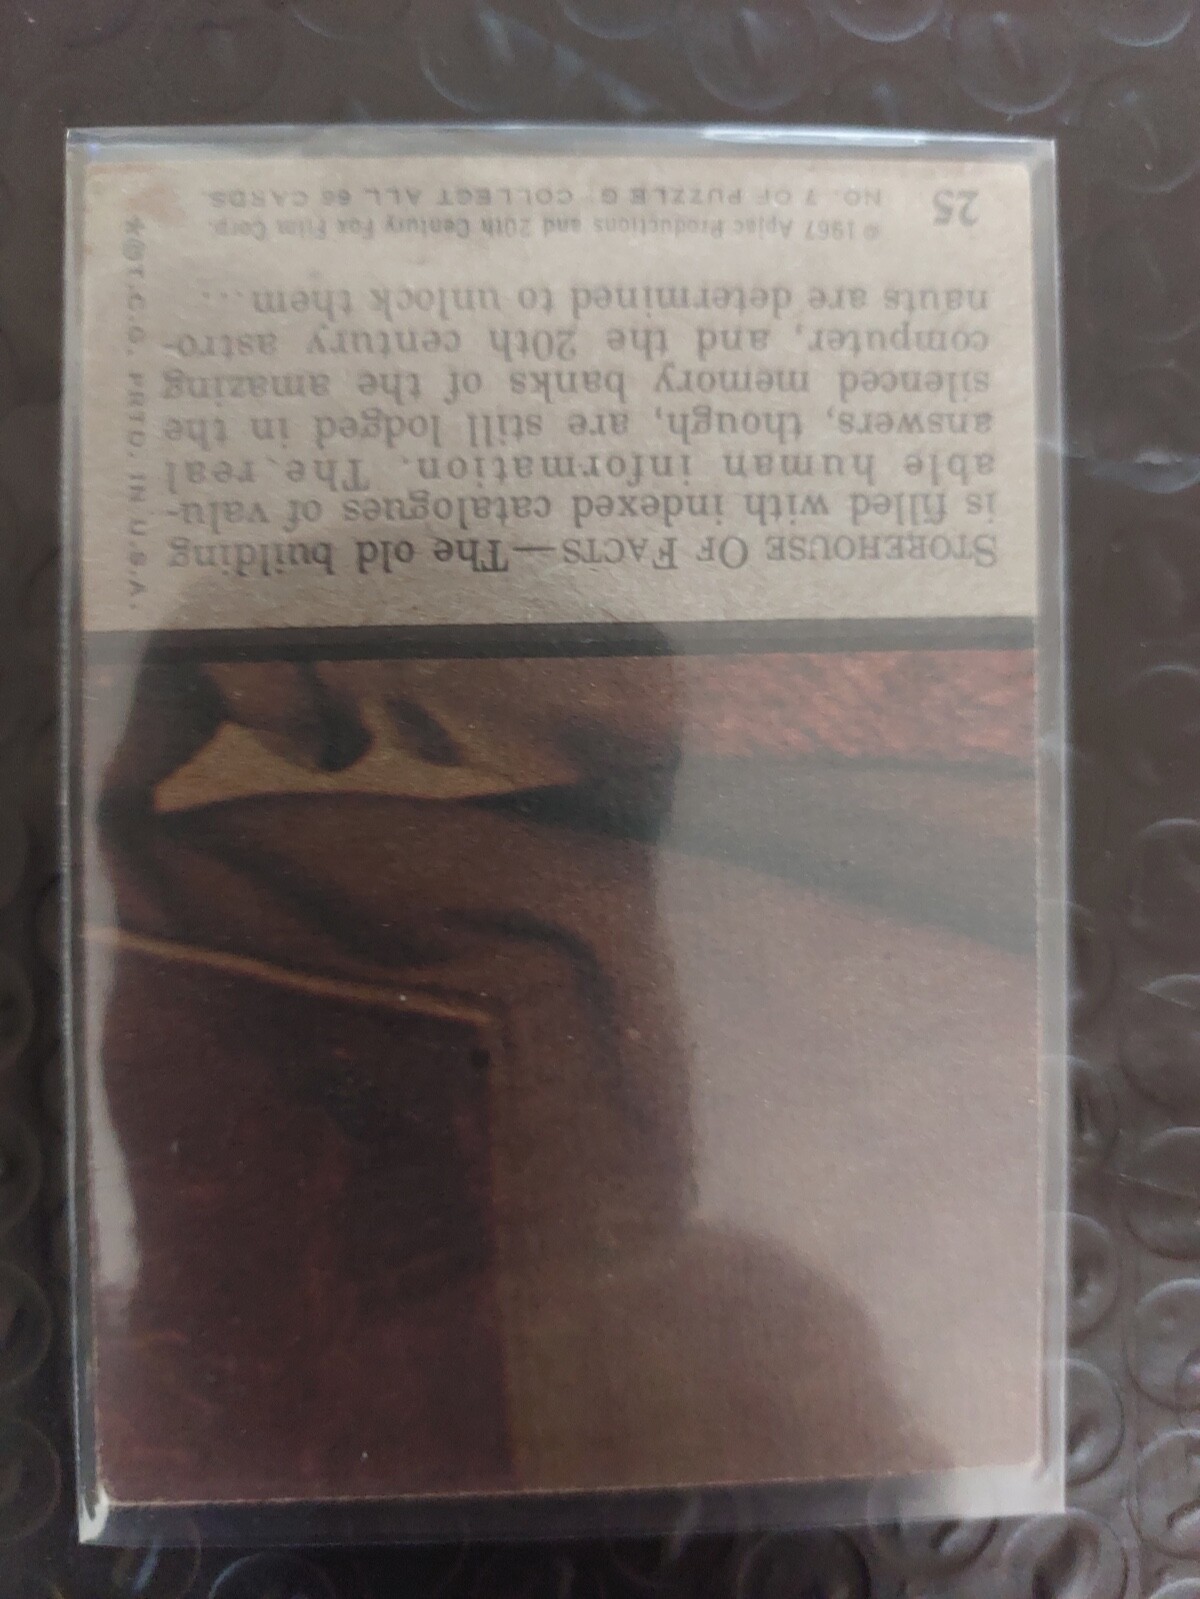 STOREHOUSE OF FACTS—The old building
is filled with indexed catalogues of valu-
able human information. The real
answers, though, are still lodged in the
silenced memory banks of the amazing
computer, and the 20th century astro-
nauts are determined to unlock them...
© 1967 Apjac Productions and 20th Century Fox Film Corp.
25
NO. 7 OF PUZZLE G. COLLECT ALL 66 CARDS.
*®T.C.G. PRTD. IN U.S.A.